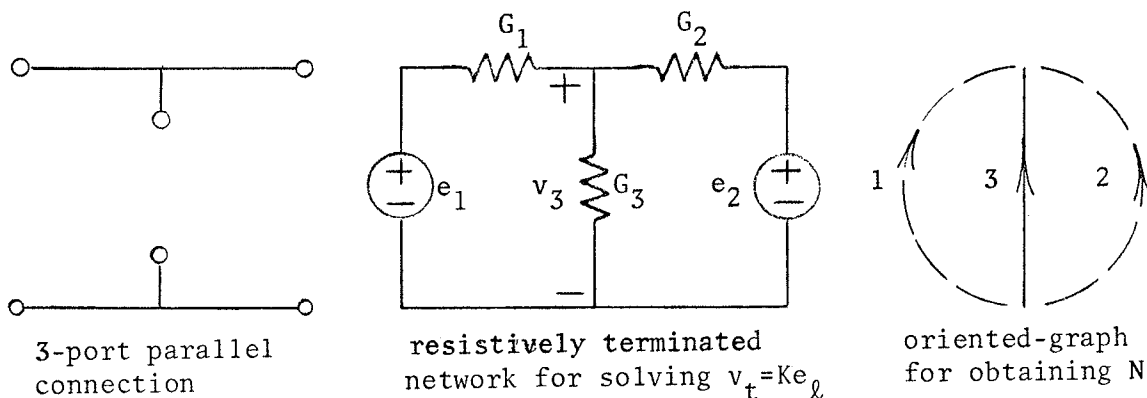 G₁
G₂
+
+
−
e₁
v₃
G₃
e₂
+
−
−
1
3
2
3-port parallel
connection
resistively terminated
network for solving vₜ=Ke_ℓ
oriented-graph
for obtaining N